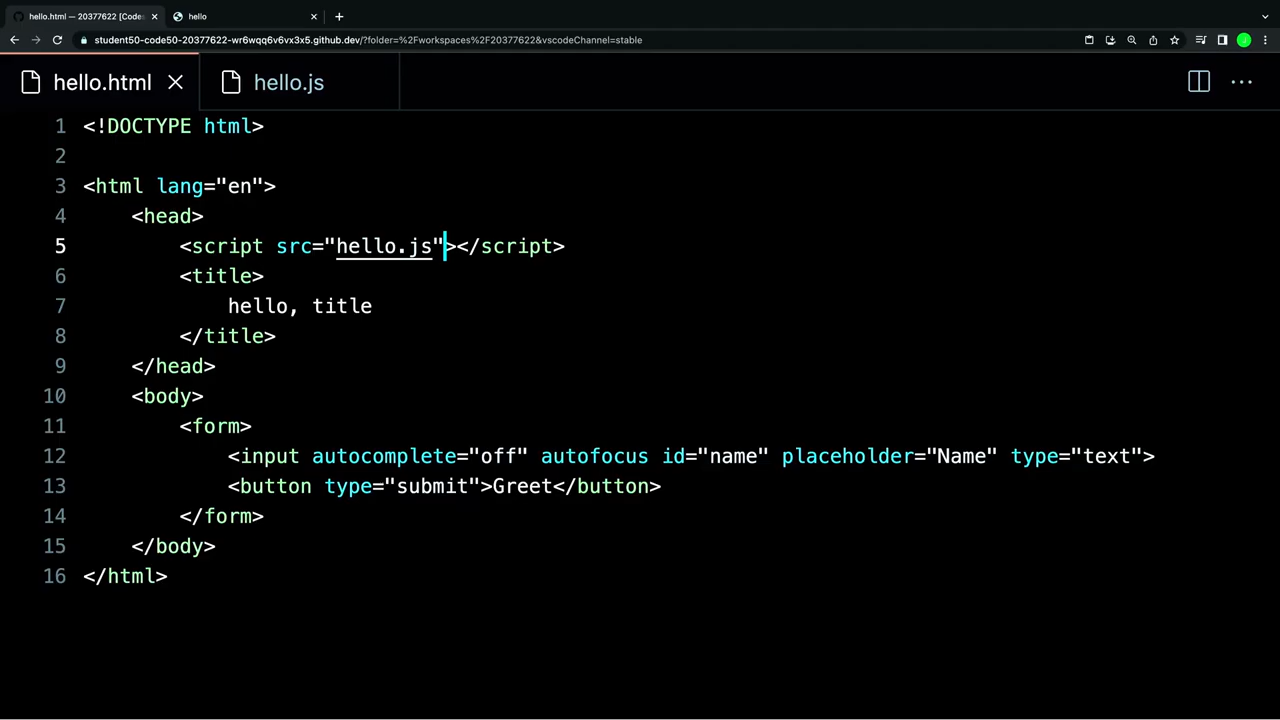 hello.html — 20377622 [Codes
hello
student50-code50-20377622-wr6wqq6v6vx3x5.github.dev/?folder=%2Fworkspaces%2F20377622&vscodeChannel=stable
J
hello.html
hello.js
1 <!DOCTYPE html>
2
3 <html lang="en">
4 <head>
5 <script src="hello.js"></script>
6 <title>
7 hello, title
8 </title>
9 </head>
10 <body>
11 <form>
12 <input autocomplete="off" autofocus id="name" placeholder="Name" type="text">
13 <button type="submit">Greet</button>
14 </form>
15 </body>
16 </html>